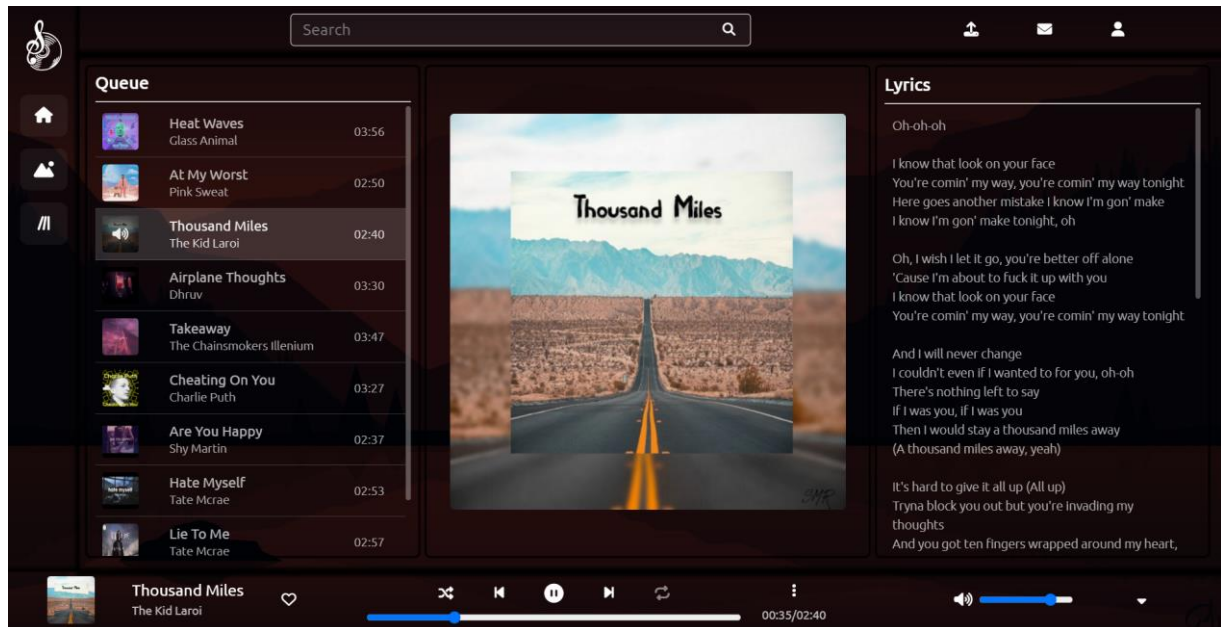 Search
Queue
Heat Waves
Glass Animal
03:56
At My Worst
Pink Sweat
02:50
Thousand Miles
The Kid Laroi
02:40
Airplane Thoughts
Dhruv
03:30
Takeaway
The Chainsmokers Illenium
03:47
Cheating On You
Charlie Puth
03:27
Are You Happy
Shy Martin
02:37
Hate Myself
Tate Mcrae
02:53
Lie To Me
Tate Mcrae
02:57
Thousand Miles
SMR
Lyrics
Oh-oh-oh
I know that look on your face
You're comin' my way, you're comin' my way tonight
Here goes another mistake I know I'm gon' make
I know I'm gon' make tonight, oh
Oh, I wish I let it go, you're better off alone
'Cause I'm about to fuck it up with you
I know that look on your face
You're comin' my way, you're comin' my way tonight
And I will never change
I couldn't even if I wanted to for you, oh-oh
There's nothing left to say
If I was you, if I was you
Then I would stay a thousand miles away
(A thousand miles away, yeah)
It's hard to give it all up (All up)
Tryna block you out but you're invading my
thoughts
And you got ten fingers wrapped around my heart,
Thousand Miles
The Kid Laroi
00:35/02:40